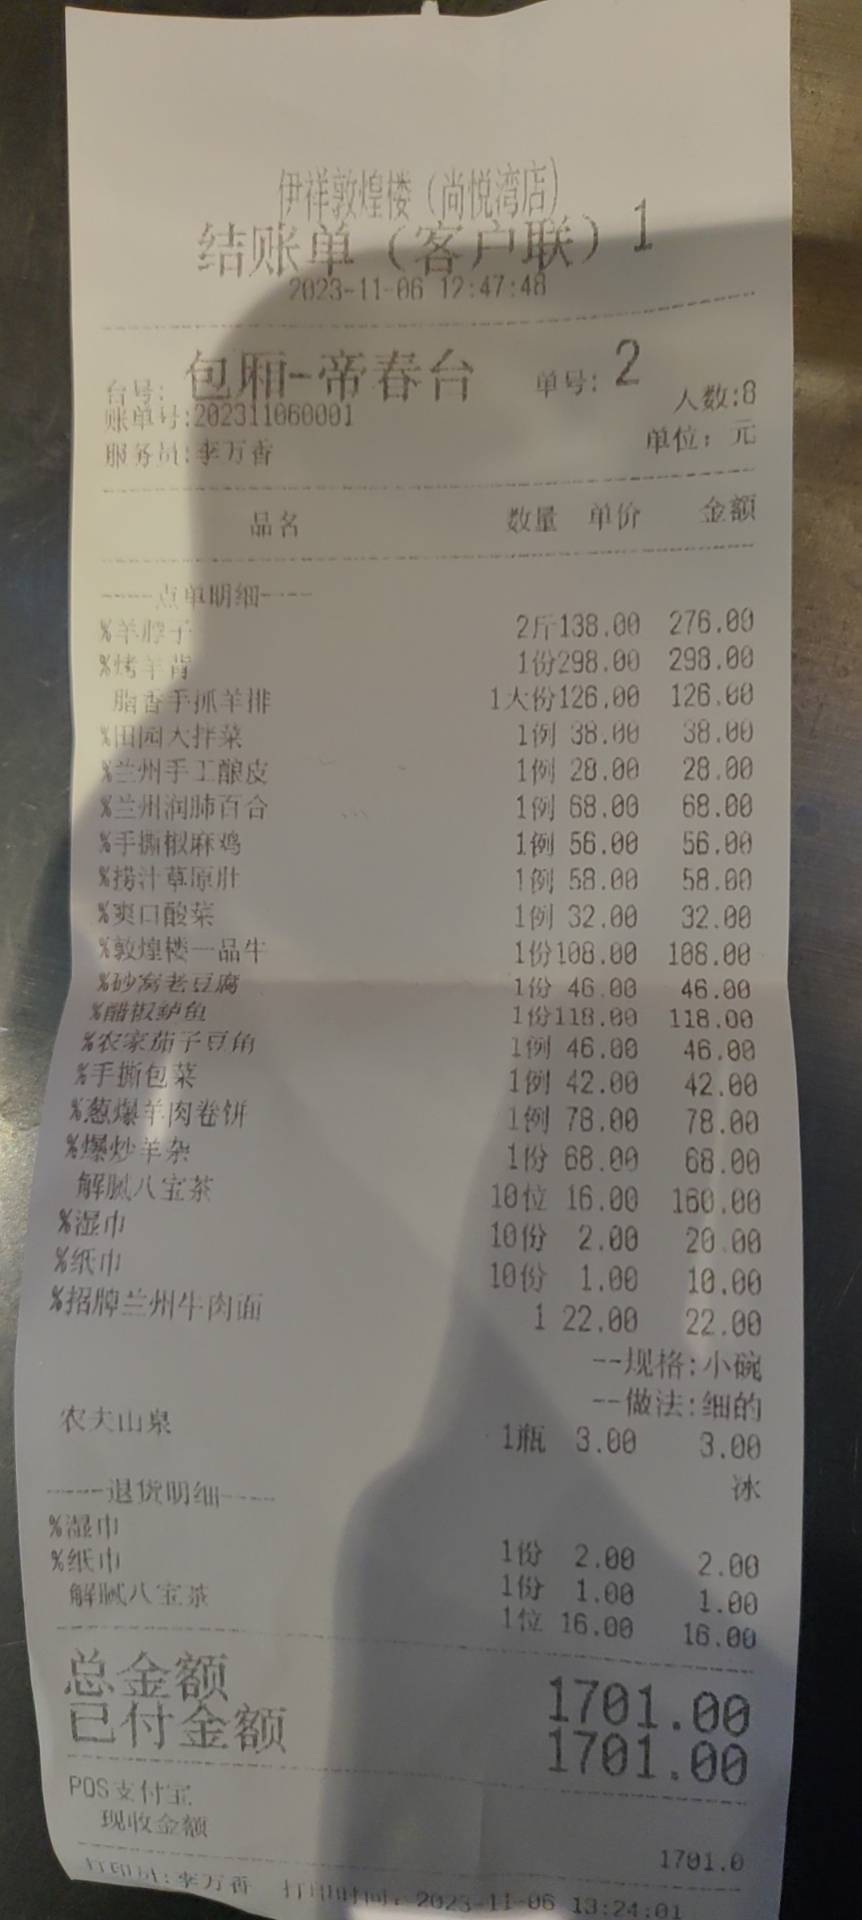 伊祥敦煌楼（尚悦湾店）
结账单（客户联）1
2023-11-06 12:47:48
台号: 包厢-帝春台 单号: 2 人数:8
账单号:202311060001
服务员:李万香 单位: 元
品名 数量 单价 金额
-----点单明细-----
%羊脖子 2斤138.00 276.00
%烤羊背 1份298.00 298.00
脂香手抓羊排 1大份126.00 126.00
%田园大拌菜 1例 38.00 38.00
%兰州手工酿皮 1例 28.00 28.00
%兰州润肺百合 1例 68.00 68.00
%手撕椒麻鸡 1例 56.00 56.00
%捞汁草原肚 1例 58.00 58.00
%爽口酸菜 1例 32.00 32.00
%敦煌楼一品牛 1份108.00 108.00
%砂窝老豆腐 1份 46.00 46.00
%醋椒鲈鱼 1份118.00 118.00
%农家茄子豆角 1例 46.00 46.00
%手撕包菜 1例 42.00 42.00
%葱爆羊肉卷饼 1例 78.00 78.00
%爆炒羊杂 1份 68.00 68.00
解腻八宝茶 10位 16.00 160.00
%湿巾 10份 2.00 20.00
%纸巾 10份 1.00 10.00
%招牌兰州牛肉面 1 22.00 22.00
--规格:小碗
--做法:细的
农夫山泉 1瓶 3.00 3.00
冰
-----退货明细-----
%湿巾 1份 2.00 2.00
%纸巾 1份 1.00 1.00
解腻八宝茶 1位 16.00 16.00
总金额 1701.00
已付金额 1701.00
POS支付宝
现收金额 1701.0
打印员:李万香 打印时间: 2023-11-06 13:24:01